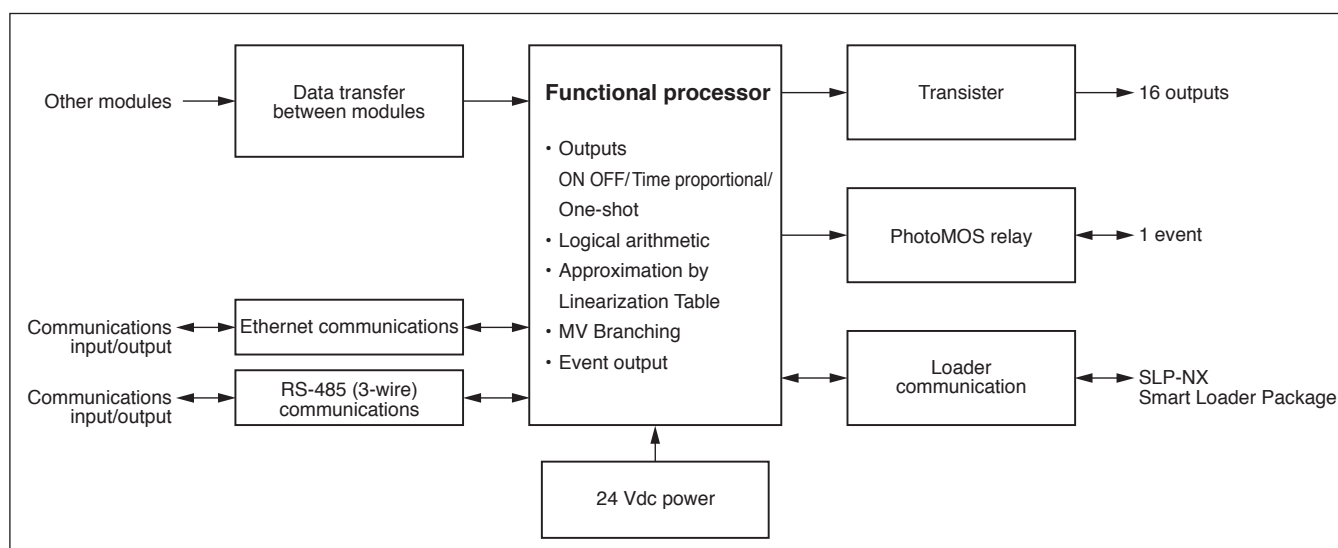 Other modules
Data transfer
between modules
Functional processor
• Outputs
ON OFF/Time proportional/
One-shot
• Logical arithmetic
• Approximation by
Linearization Table
• MV Branching
• Event output
Transister
16 outputs
PhotoMOS relay
1 event
Communications
input/output
Ethernet communications
Communications
input/output
RS-485 (3-wire)
communications
Loader
communication
SLP-NX
Smart Loader Package
24 Vdc power